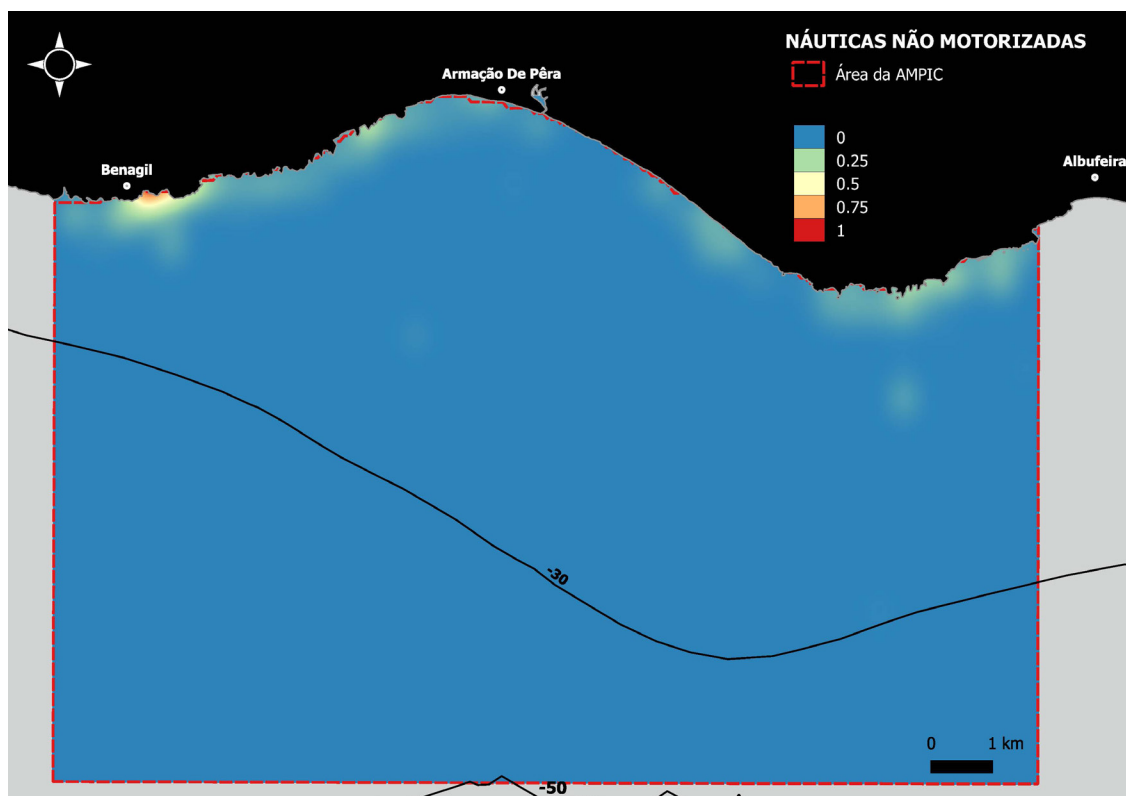 NÁUTICAS NÃO MOTORIZADAS
Área da AMPIC
Armação De Pêra
Benagil
Albufeira
0
0.25
0.5
0.75
1
-30
0 1 km
-50